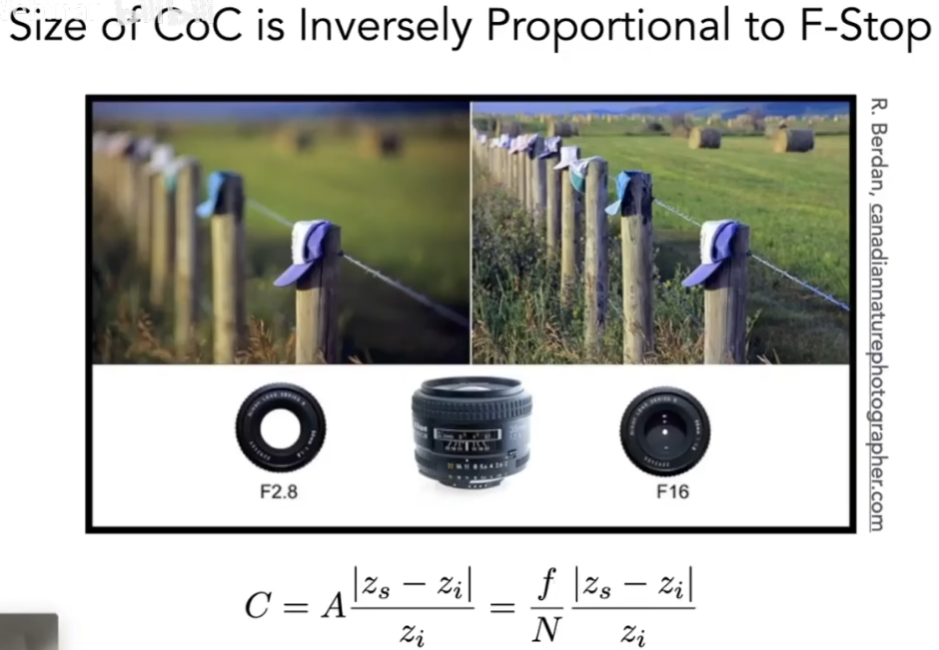 Size of CoC is Inversely Proportional to F-Stop
R. Berdan, canadiannaturephotographer.com
F2.8
F16
C = A |z_s − z_i| / z_i = f / N |z_s − z_i| / z_i